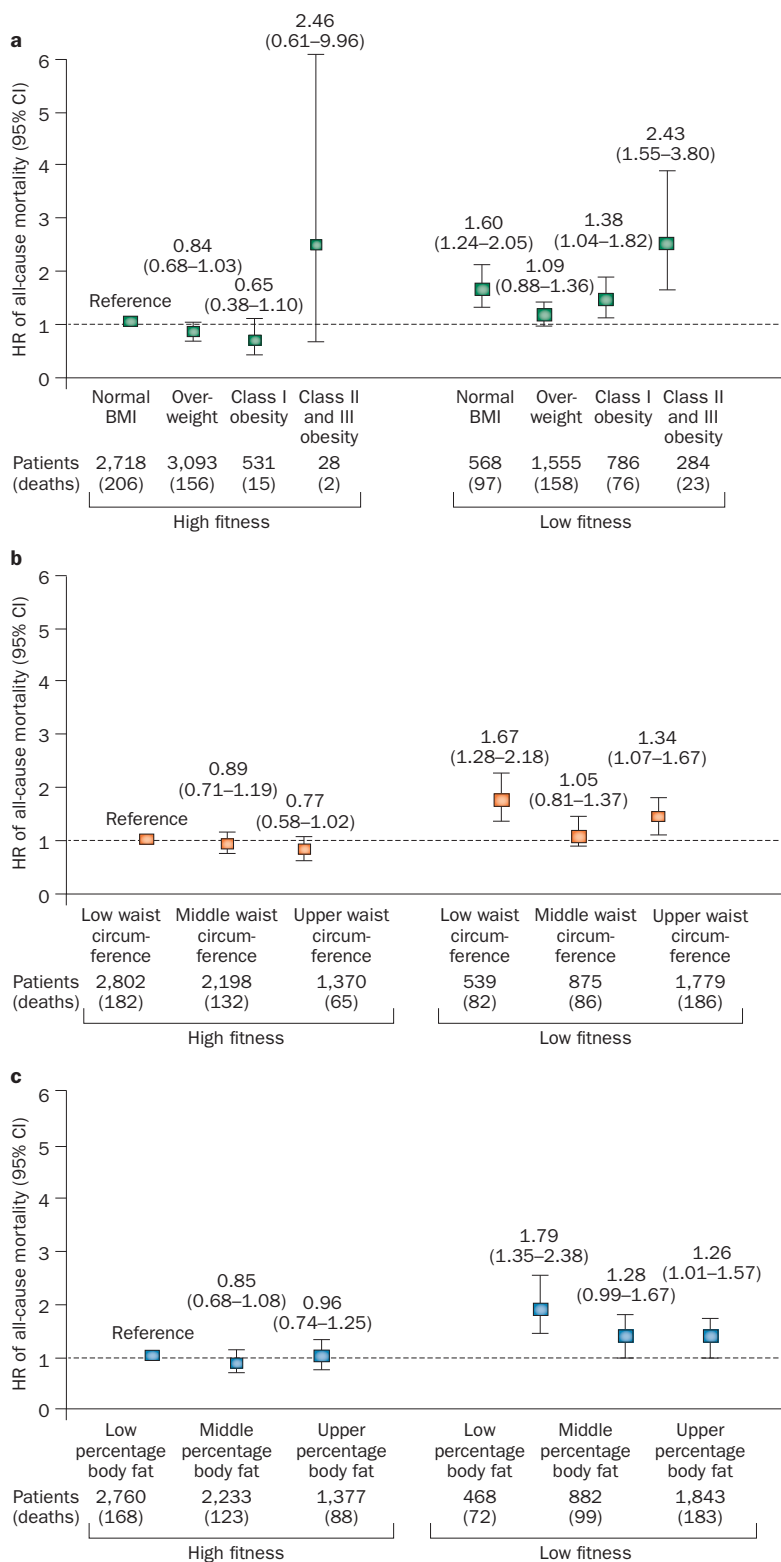 a
HR of all-cause mortality (95% CI)
6
5
4
3
2
1
0
2.46
(0.61–9.96)
0.84
(0.68–1.03)
0.65
(0.38–1.10)
Reference
2.43
(1.55–3.80)
1.60
(1.24–2.05)
1.38
(1.04–1.82)
1.09
(0.88–1.36)
Normal BMI
Over-
weight
Class I
obesity
Class II
and III
obesity
Normal BMI
Over-
weight
Class I
obesity
Class II
and III
obesity
Patients 2,718 3,093 531 28 568 1,555 786 284
(deaths) (206) (156) (15) (2) (97) (158) (76) (23)
High fitness Low fitness
b
HR of all-cause mortality (95% CI)
6
5
4
3
2
1
0
Reference
0.89
(0.71–1.19)
0.77
(0.58–1.02)
1.67
(1.28–2.18)
1.05
(0.81–1.37)
1.34
(1.07–1.67)
Low waist
circum-
ference
Middle waist
circum-
ference
Upper waist
circum-
ference
Low waist
circum-
ference
Middle waist
circum-
ference
Upper waist
circum-
ference
Patients 2,802 2,198 1,370 539 875 1,779
(deaths) (182) (132) (65) (82) (86) (186)
High fitness Low fitness
c
HR of all-cause mortality (95% CI)
6
5
4
3
2
1
0
Reference
0.85
(0.68–1.08)
0.96
(0.74–1.25)
1.79
(1.35–2.38)
1.28
(0.99–1.67)
1.26
(1.01–1.57)
Low
percentage
body fat
Middle
percentage
body fat
Upper
percentage
body fat
Low
percentage
body fat
Middle
percentage
body fat
Upper
percentage
body fat
Patients 2,760 2,233 1,377 468 882 1,843
(deaths) (168) (123) (88) (72) (99) (183)
High fitness Low fitness